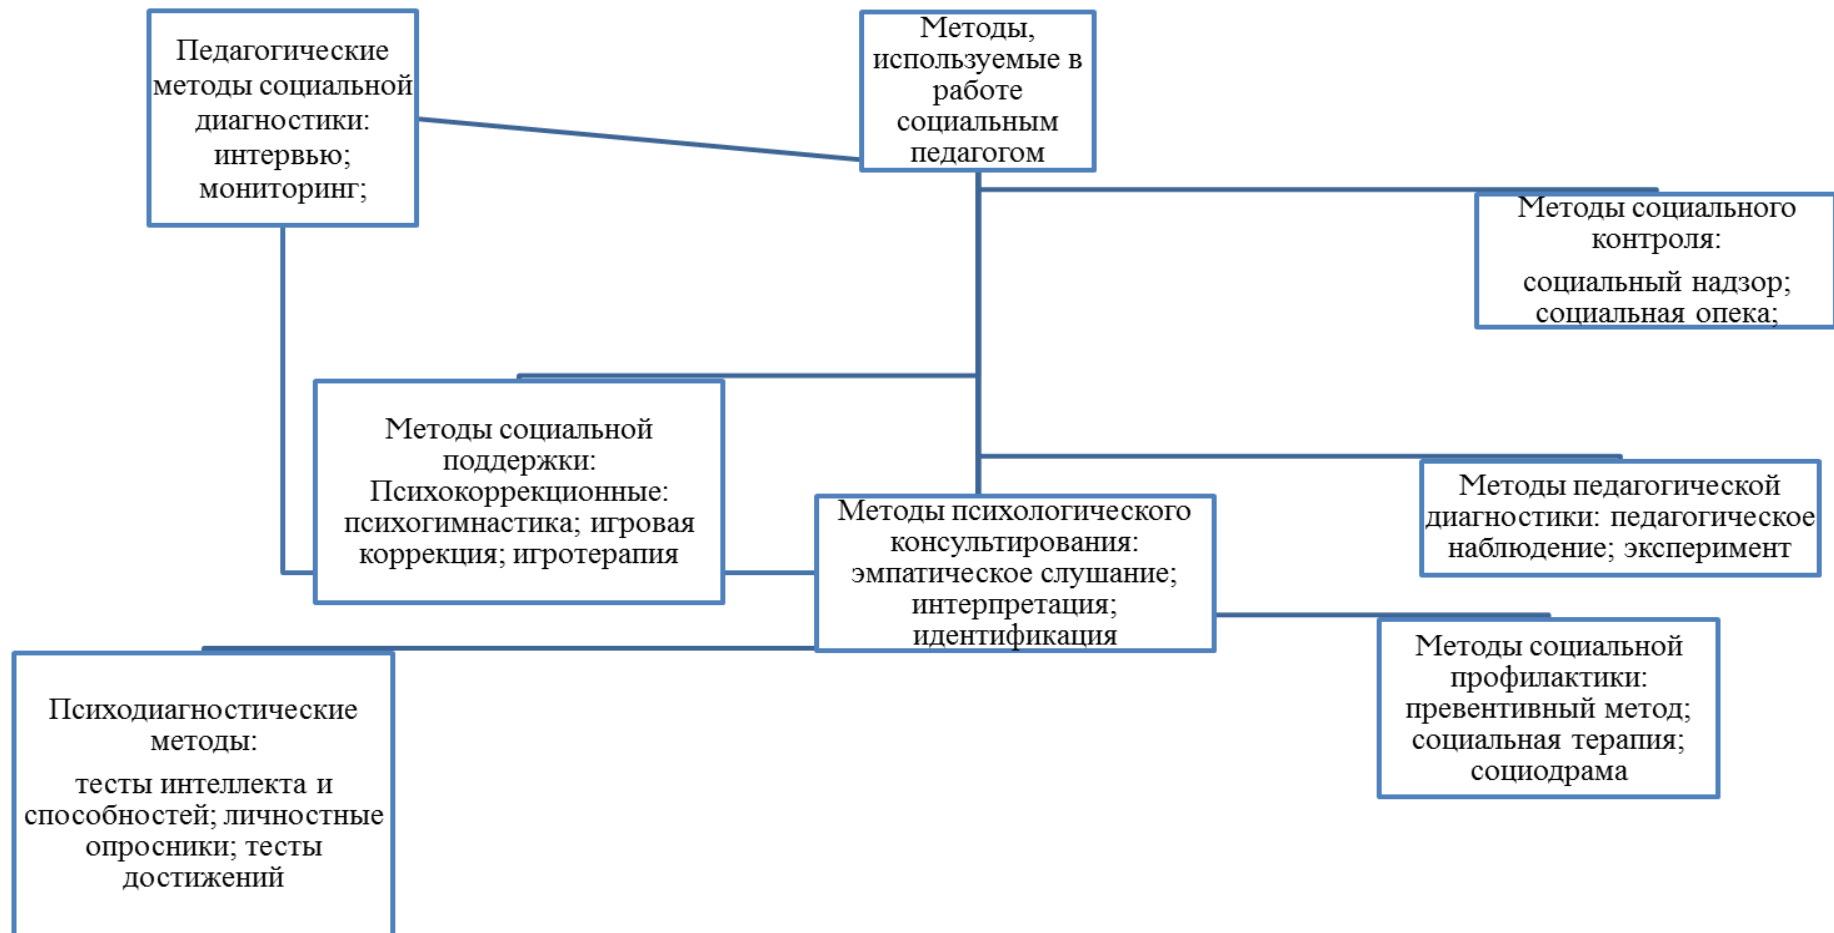 Педагогические
методы социальной
диагностики:
интервью;
мониторинг;
Методы,
используемые в
работе
социальным
педагогом
Методы социального
контроля:
социальный надзор;
социальная опека;
Методы социальной
поддержки:
Психокоррекционные:
психогимнастика; игровая
коррекция; игротерапия
Методы психологического
консультирования:
эмпатическое слушание;
интерпретация;
идентификация
Методы педагогической
диагностики: педагогическое
наблюдение; эксперимент
Методы социальной
профилактики:
превентивный метод;
социальная терапия;
социодрама
Психодиагностические
методы:
тесты интеллекта и
способностей; личностные
опросники; тесты
достижений